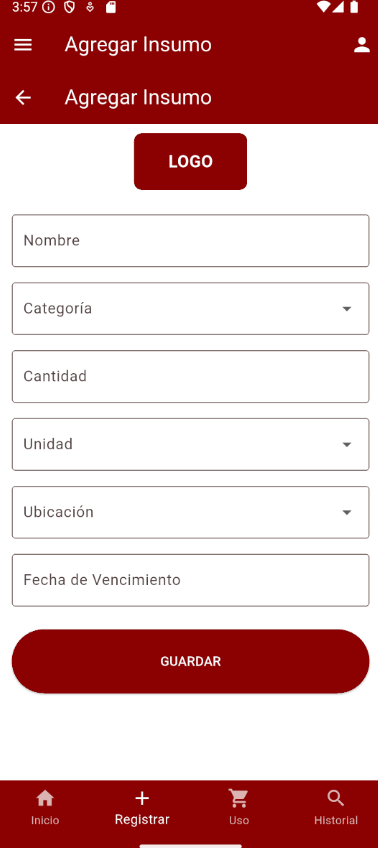 3:57
Agregar Insumo
Agregar Insumo
LOGO
Nombre
Categoría
Cantidad
Unidad
Ubicación
Fecha de Vencimiento
GUARDAR
Inicio
Registrar
Uso
Historial